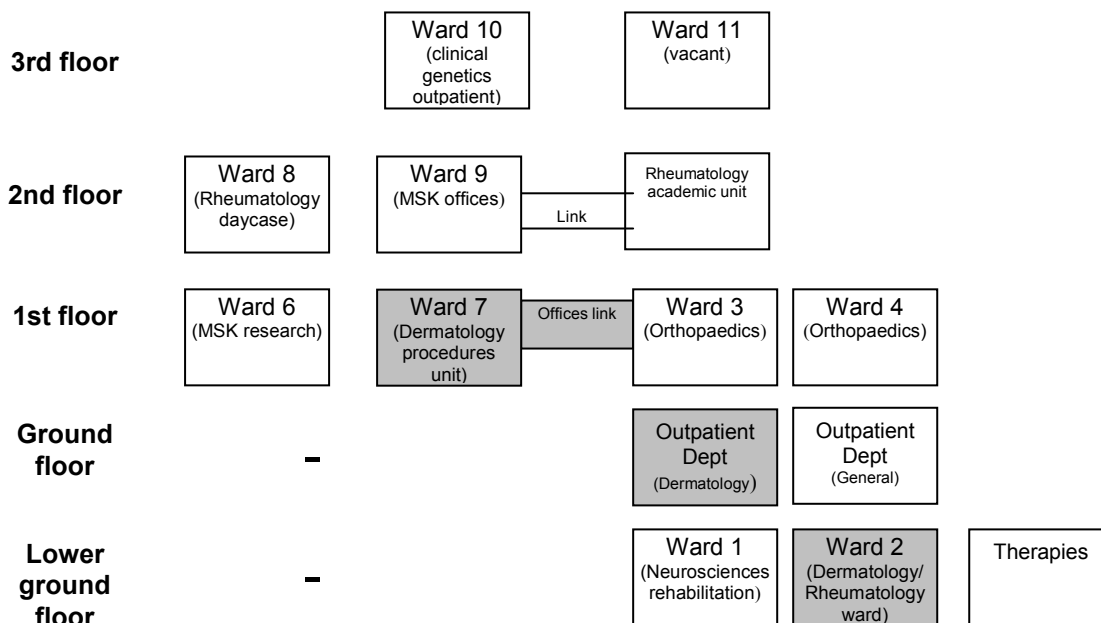 3rd floor
Ward 10
(clinical
genetics
outpatient)
Ward 11
(vacant)
2nd floor
Ward 8
(Rheumatology
daycase)
Ward 9
(MSK offices)
Link
Rheumatology
academic unit
1st floor
Ward 6
(MSK research)
Ward 7
(Dermatology
procedures
unit)
Offices link
Ward 3
(Orthopaedics)
Ward 4
(Orthopaedics)
Ground
floor
-
Outpatient
Dept
(Dermatology)
Outpatient
Dept
(General)
Lower
ground
floor
-
Ward 1
(Neurosciences
rehabilitation)
Ward 2
(Dermatology/
Rheumatology
ward)
Therapies